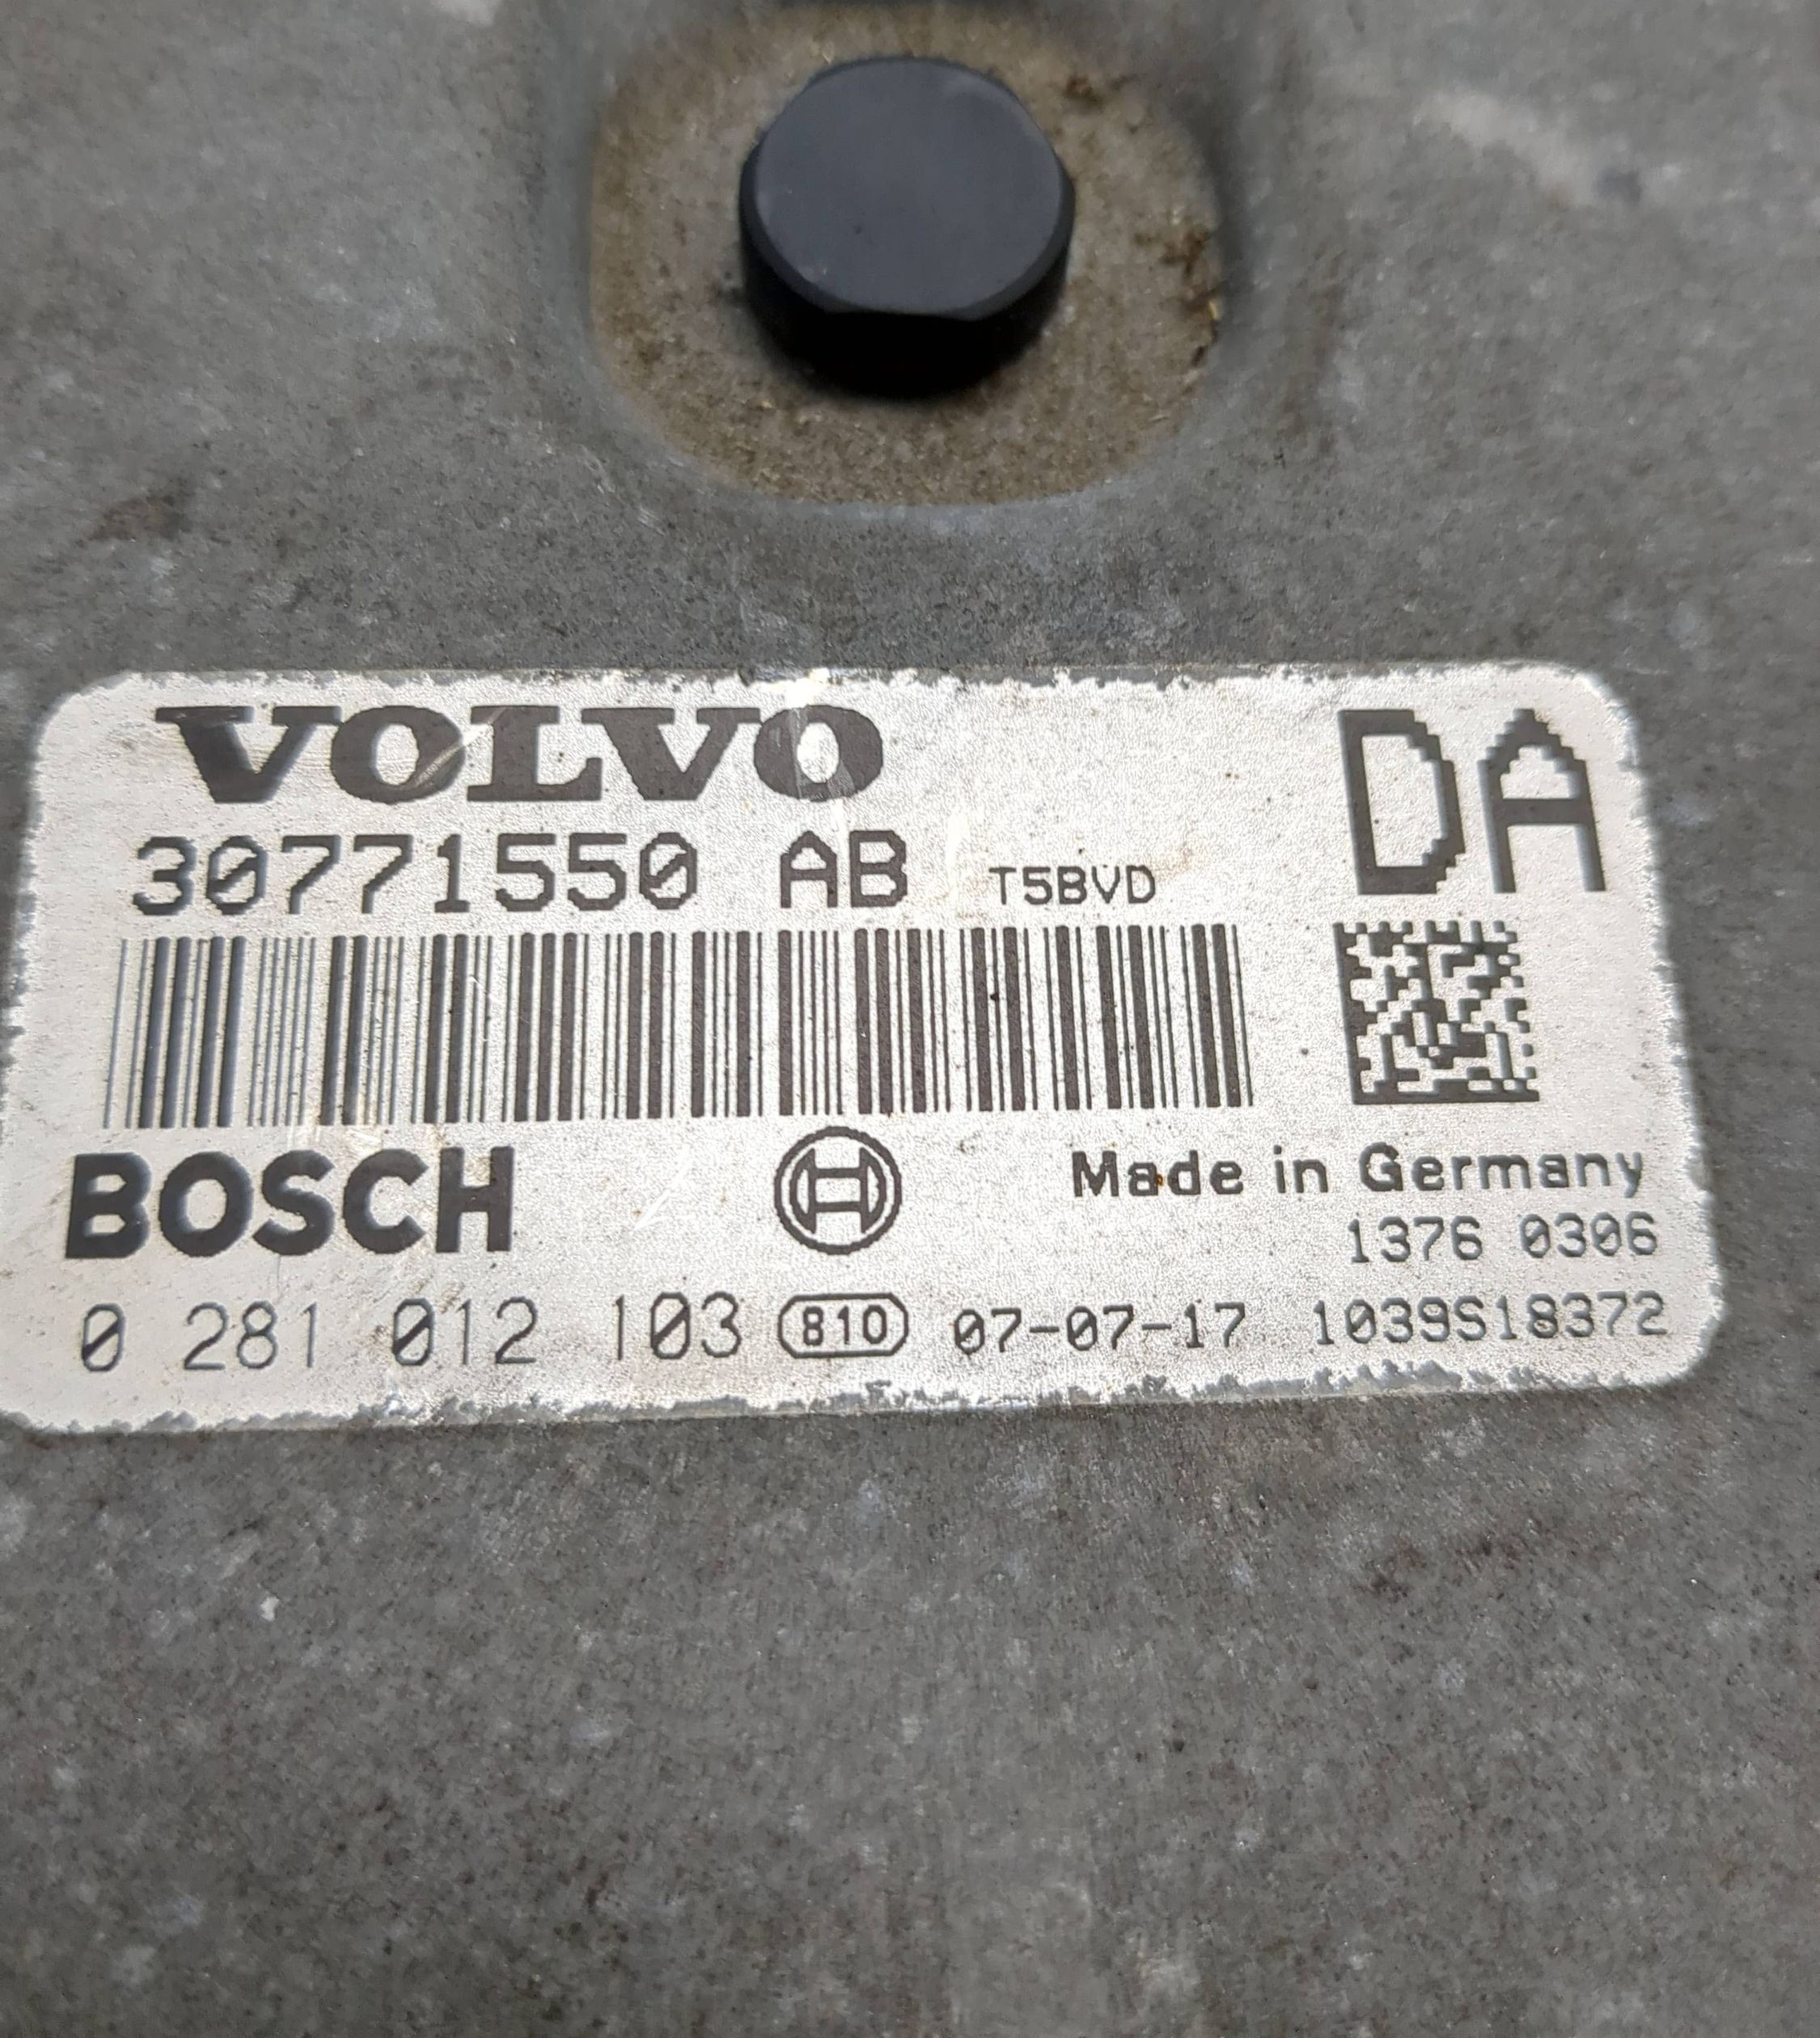 VOLVO DA
30771550 AB T5BVD
BOSCH Made in Germany
1376 0306
0 281 012 103 810 07-07-17 1039S18372